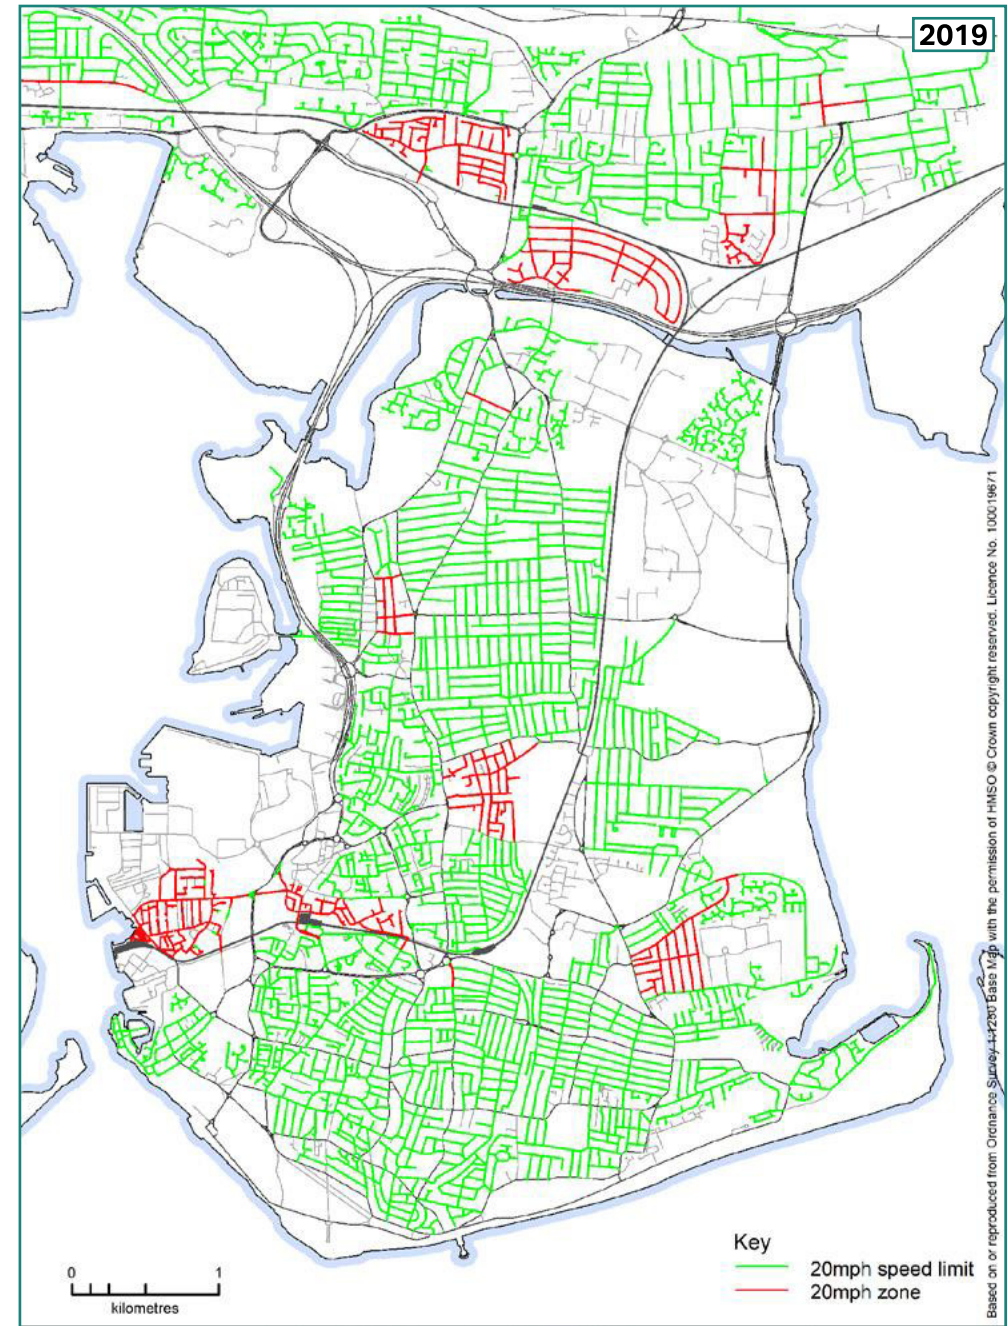 2019
Key
20mph speed limit
20mph zone
0 1
kilometres
Based on or reproduced from Ordnance Survey 1:1250 Base Map with the permission of HMSO © Crown copyright reserved. Licence No. 100019671